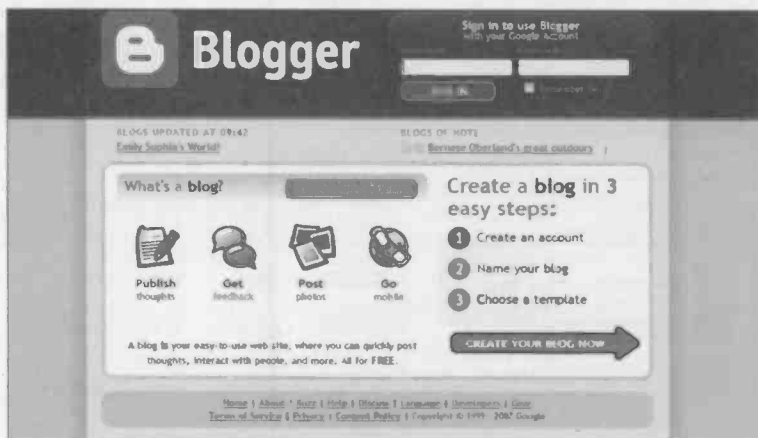 Blogger
Sign in to use Blogger
with your Google Account
BLOGS UPDATED AT 09:42
Emily Sophia's World!
BLOGS OF NOTE
Bernese Oberland's great outdoors
What's a blog?
Publish
thoughts
Get
feedback
Post
photos
Go
mobile
A blog is your easy-to-use web site, where you can quickly post
thoughts, interact with people, and more. All for FREE.
Create a blog in 3
easy steps:
1 Create an account
2 Name your blog
3 Choose a template
CREATE YOUR BLOG NOW
Home | About | Buzz | Help | Discuss | Language | Developers | Gear
Terms of Service | Privacy | Content Policy | Copyright © 1999 - 2007 Google